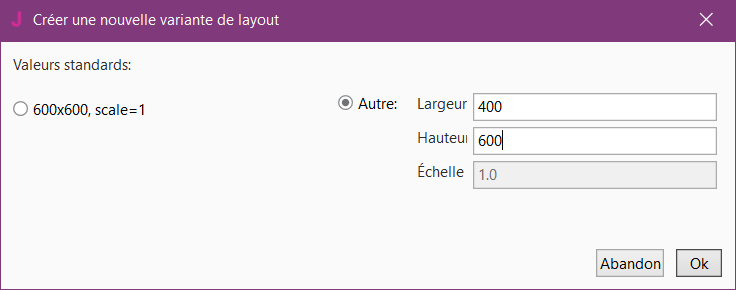 J Créer une nouvelle variante de layout
Valeurs standards:
600x600, scale=1
Autre:
Largeur 400
Hauteur 600
Échelle 1.0
Abandon Ok